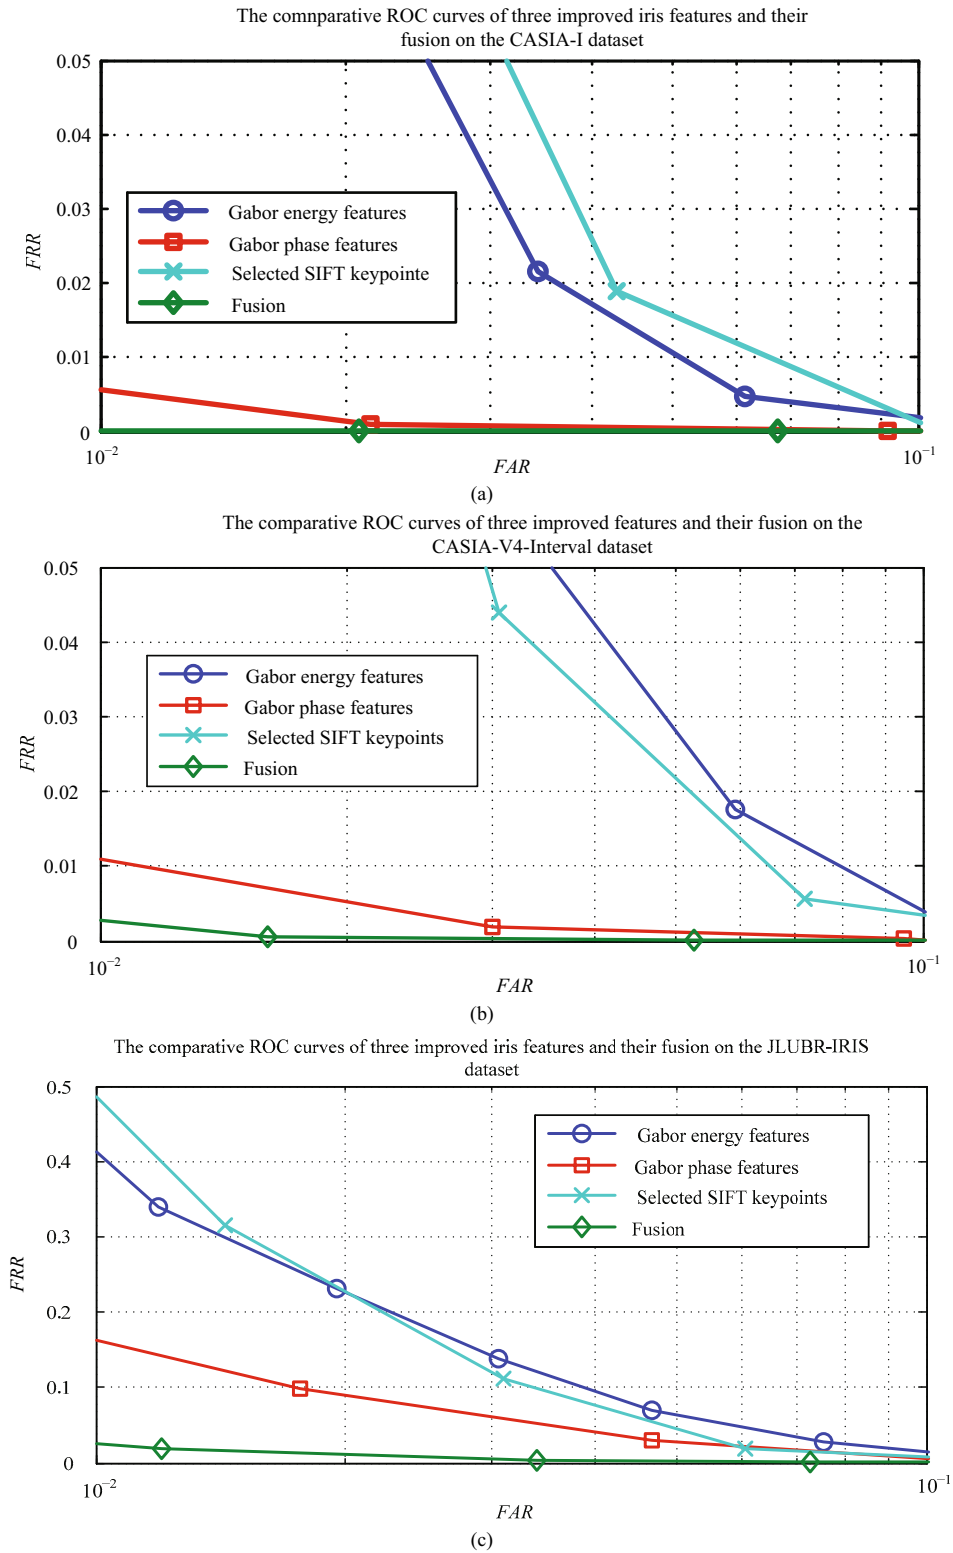 The comnparative ROC curves of three improved iris features and their
fusion on the CASIA-I dataset
0.05
0.04
0.03
0.02
0.01
0
FRR
Gabor energy features
Gabor phase features
Selected SIFT keypointe
Fusion
10⁻²
10⁻¹
FAR
(a)
The comparative ROC curves of three improved features and their fusion on the
CASIA-V4-Interval dataset
0.05
0.04
0.03
0.02
0.01
0
FRR
Gabor energy features
Gabor phase features
Selected SIFT keypoints
Fusion
10⁻²
10⁻¹
FAR
(b)
The comparative ROC curves of three improved iris features and their fusion on the JLUBR-IRIS
dataset
0.5
0.4
0.3
0.2
0.1
0
FRR
Gabor energy features
Gabor phase features
Selected SIFT keypoints
Fusion
10⁻²
10⁻¹
FAR
(c)